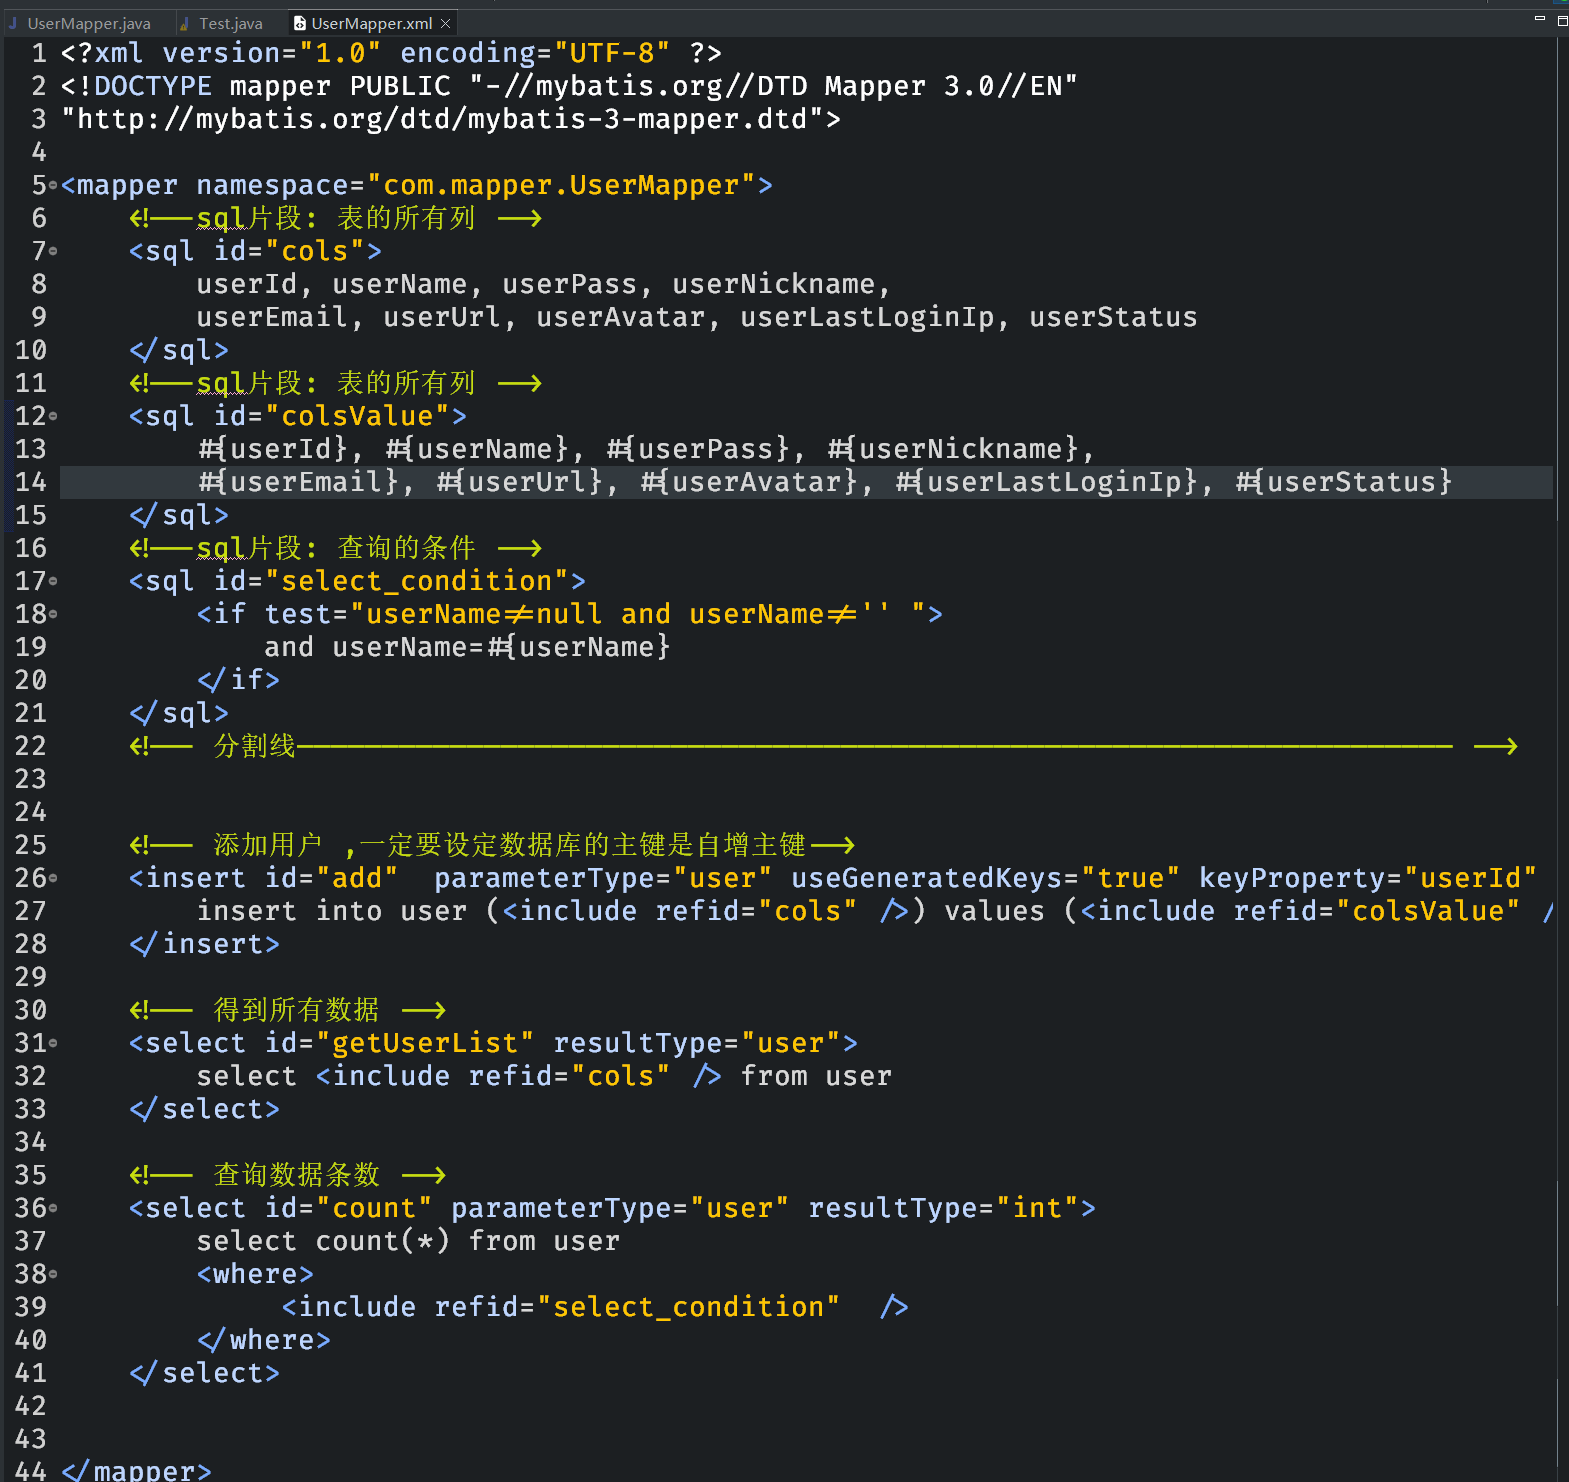 UserMapper.java Test.java UserMapper.xml
1 <?xml version="1.0" encoding="UTF-8" ?>
2 <!DOCTYPE mapper PUBLIC "-//mybatis.org//DTD Mapper 3.0//EN"
3 "http://mybatis.org/dtd/mybatis-3-mapper.dtd">
4
5 <mapper namespace="com.mapper.UserMapper">
6     <!--sql片段: 表的所有列 -->
7     <sql id="cols">
8         userId, userName, userPass, userNickname,
9         userEmail, userUrl, userAvatar, userLastLoginIp, userStatus
10     </sql>
11     <!--sql片段: 表的所有列 -->
12     <sql id="colsValue">
13         #{userId}, #{userName}, #{userPass}, #{userNickname},
14         #{userEmail}, #{userUrl}, #{userAvatar}, #{userLastLoginIp}, #{userStatus}
15     </sql>
16     <!--sql片段: 查询的条件 -->
17     <sql id="select_condition">
18         <if test="userName!=null and userName!='' ">
19             and userName=#{userName}
20         </if>
21     </sql>
22     <!-- 分割线-------------------------------------------------------------------- -->
23
24
25     <!-- 添加用户 ,一定要设定数据库的主键是自增主键-->
26     <insert id="add"  parameterType="user" useGeneratedKeys="true" keyProperty="userId"
27         insert into user (<include refid="cols" />) values (<include refid="colsValue" /
28     </insert>
29
30     <!-- 得到所有数据 -->
31     <select id="getUserList" resultType="user">
32         select <include refid="cols" /> from user
33     </select>
34
35     <!-- 查询数据条数 -->
36     <select id="count" parameterType="user" resultType="int">
37         select count(*) from user
38         <where>
39              <include refid="select_condition"  />
40         </where>
41     </select>
42
43
44 </mapper>